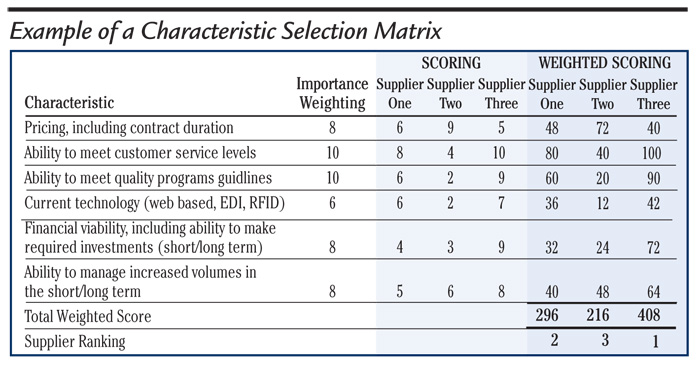 Example of a Characteristic Selection Matrix
SCORING WEIGHTED SCORING
Importance Supplier Supplier Supplier Supplier Supplier Supplier
Characteristic Weighting One Two Three One Two Three
Pricing, including contract duration 8 6 9 5 48 72 40
Ability to meet customer service levels 10 8 4 10 80 40 100
Ability to meet quality programs guidlines 10 6 2 9 60 20 90
Current technology (web based, EDI, RFID) 6 6 2 7 36 12 42
Financial viability, including ability to make
required investments (short/long term) 8 4 3 9 32 24 72
Ability to manage increased volumes in
the short/long term 8 5 6 8 40 48 64
Total Weighted Score 296 216 408
Supplier Ranking 2 3 1